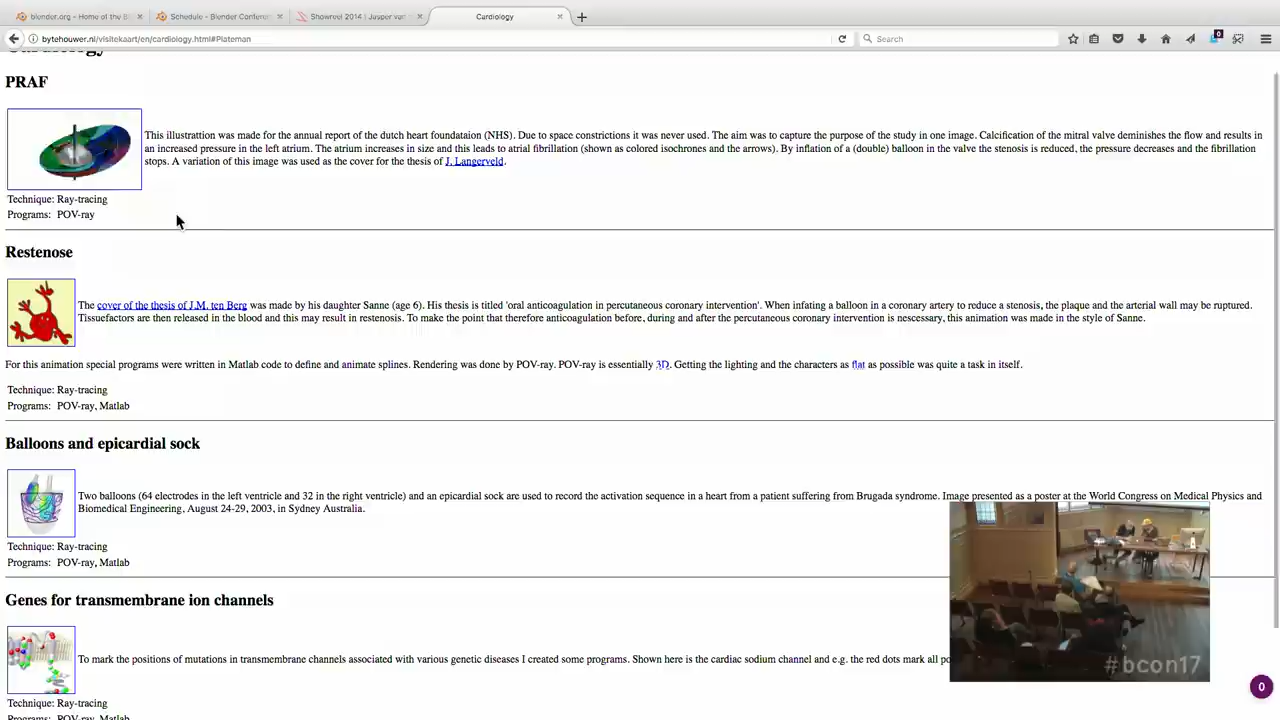 blender.org - Home of the B
Schedule - Blender Conferen
Showreel 2014 | Jasper van
Cardiology
bytehouwer.nl/visitekaart/en/cardiology.html#Plateman
Search
0
Cardiology
PRAF
This illustrattion was made for the annual report of the dutch heart foundataion (NHS). Due to space constrictions it was never used. The aim was to capture the purpose of the study in one image. Calcification of the mitral valve deminishes the flow and results in
an increased pressure in the left atrium. The atrium increases in size and this leads to atrial fibrillation (shown as colored isochrones and the arrows). By inflation of a (double) balloon in the valve the stenosis is reduced, the pressure decreases and the fibrillation
stops. A variation of this image was used as the cover for the thesis of J. Langerveld.
Technique: Ray-tracing
Programs: POV-ray
Restenose
The cover of the thesis of J.M. ten Berg was made by his daughter Sanne (age 6). His thesis is titled 'oral anticoagulation in percutaneous coronary intervention'. When infating a balloon in a coronary artery to reduce a stenosis, the plaque and the arterial wall may be ruptured.
Tissuefactors are then released in the blood and this may result in restenosis. To make the point that therefore anticoagulation before, during and after the percutaneous coronary intervention is nescessary, this animation was made in the style of Sanne.
For this animation special programs were written in Matlab code to define and animate splines. Rendering was done by POV-ray. POV-ray is essentially 3D. Getting the lighting and the characters as flat as possible was quite a task in itself.
Technique: Ray-tracing
Programs: POV-ray, Matlab
Balloons and epicardial sock
Two balloons (64 electrodes in the left ventricle and 32 in the right ventricle) and an epicardial sock are used to record the activation sequence in a heart from a patient suffering from Brugada syndrome. Image presented as a poster at the World Congress on Medical Physics and
Biomedical Engineering, August 24-29, 2003, in Sydney Australia.
Technique: Ray-tracing
Programs: POV-ray, Matlab
Genes for transmembrane ion channels
To mark the positions of mutations in transmembrane channels associated with various genetic diseases I created some programs. Shown here is the cardiac sodium channel and e.g. the red dots mark all po
#bcon17
0
Technique: Ray-tracing
Programs: POV-ray, Matlab